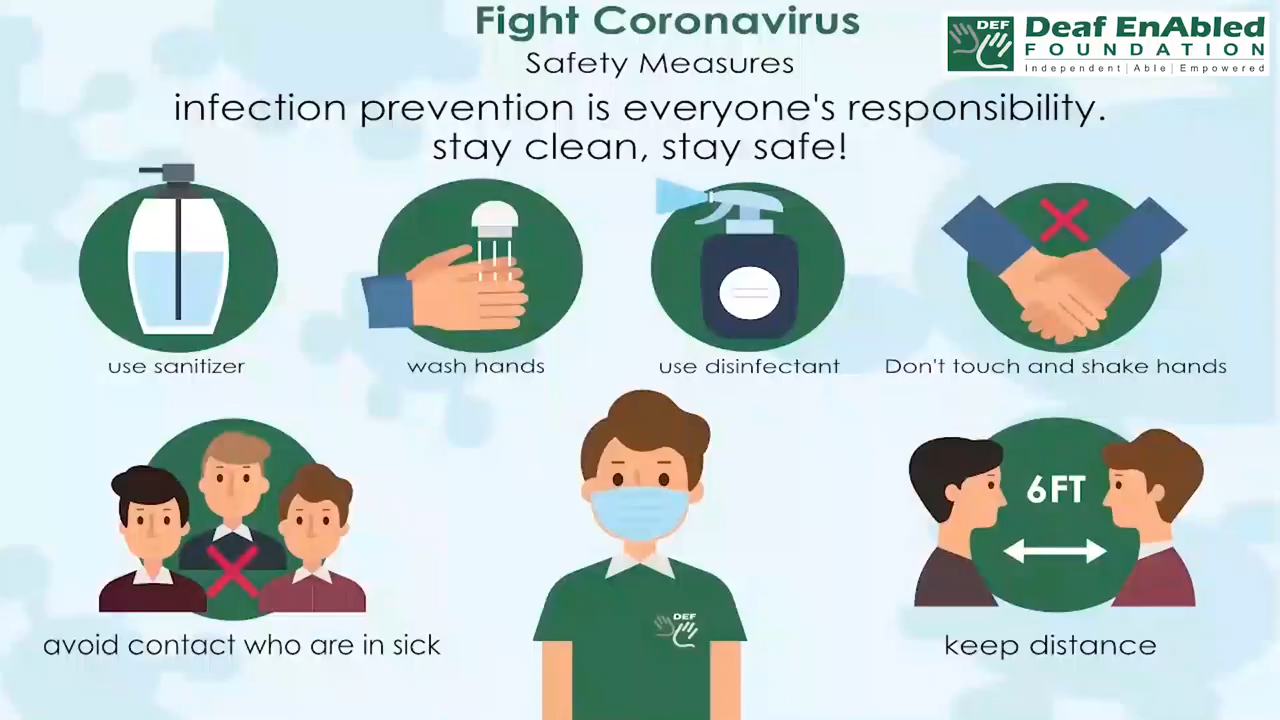 Fight Coronavirus
Safety Measures
DEF
Deaf EnAbled
FOUNDATION
Independent | Able | Empowered
infection prevention is everyone's responsibility.
stay clean, stay safe!
use sanitizer
wash hands
use disinfectant
Don't touch and shake hands
6FT
DEF
avoid contact who are in sick
keep distance